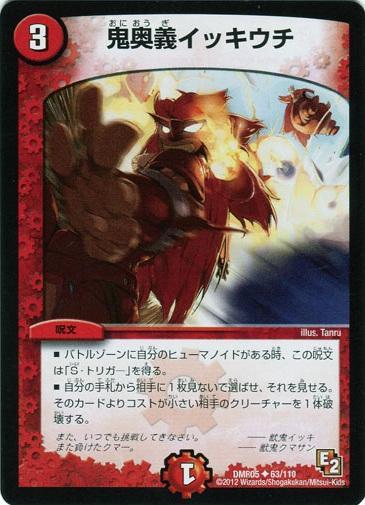 3
おにおうぎ
鬼奥義イッキウチ
呪文
illus. Tanru
■ バトルゾーンに自分のヒューマノイドがある時、この呪文
は「S・トリガー」を得る。
■ 自分の手札から相手に1枚見ないで選ばせ、それを見せる。
そのカードよりコストが小さい相手のクリーチャーを1体破
壊する。
また、いつでも挑戦してきなさい。 ―― 獣鬼イッキ
また負けたクマー。 ―― 獣鬼クマサン
1
E2
DMR05 ◆ 63/110
©2012 Wizards/Shogakukan/Mitsui-Kids